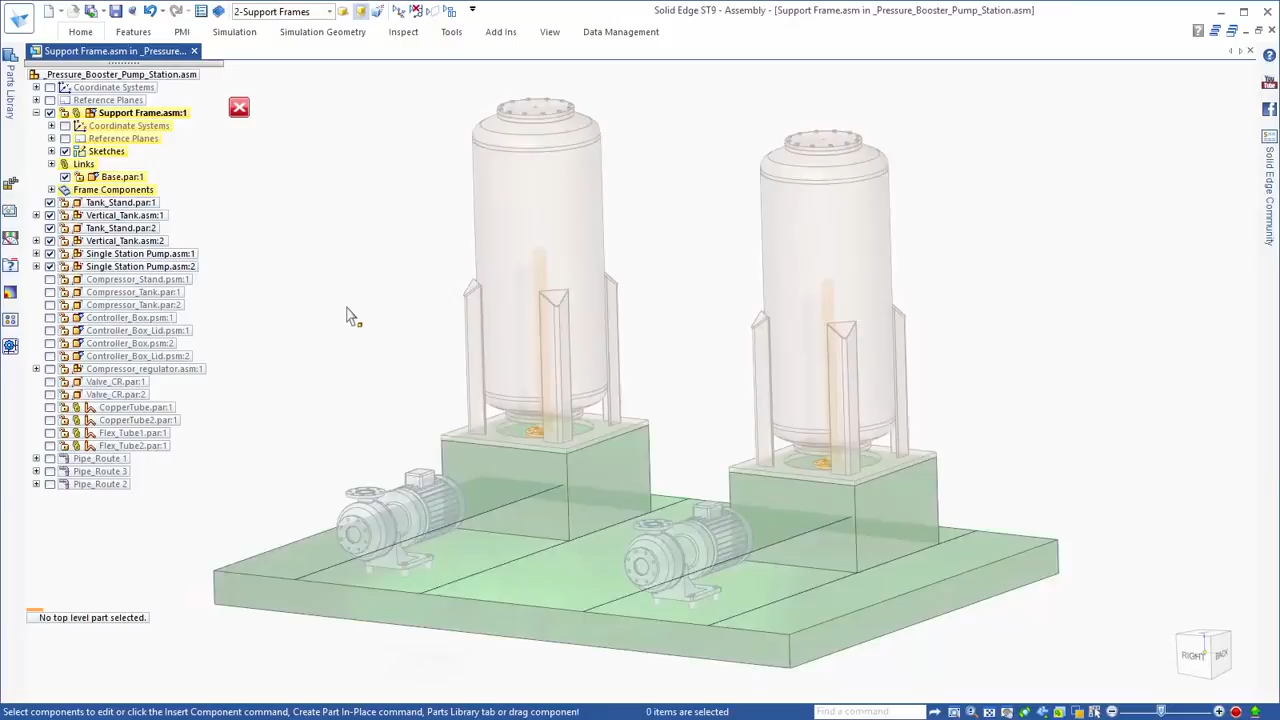 2-Support Frames
Solid Edge ST9 - Assembly - [Support Frame.asm in _Pressure_Booster_Pump_Station.asm]
Home Features PMI Simulation Simulation Geometry Inspect Tools Add Ins View Data Management
Support Frame.asm in _Pressure...
Parts Library
_Pressure_Booster_Pump_Station.asm
Coordinate Systems
Reference Planes
Support Frame.asm:1
Coordinate Systems
Reference Planes
Sketches
Links
Base.par:1
Frame Components
Tank_Stand.par:1
Vertical_Tank.asm:1
Tank_Stand.par:2
Vertical_Tank.asm:2
Single Station Pump.asm:1
Single Station Pump.asm:2
Compressor_Stand.psm:1
Compressor_Tank.par:1
Compressor_Tank.par:2
Controller_Box.psm:1
Controller_Box_Lid.psm:1
Controller_Box.psm:2
Controller_Box_Lid.psm:2
Compressor_regulator.asm:1
Valve_CR.par:1
Valve_CR.par:2
CopperTube.par:1
CopperTube2.par:1
Flex_Tube1.par:1
Flex_Tube2.par:1
Pipe_Route 1
Pipe_Route 3
Pipe_Route 2
No top level part selected.
You Tube
Solid Edge Community
RIGHT BACK
Select components to edit or click the Insert Component command, Create Part In-Place command, Parts Library tab or drag component 0 items are selected Find a command